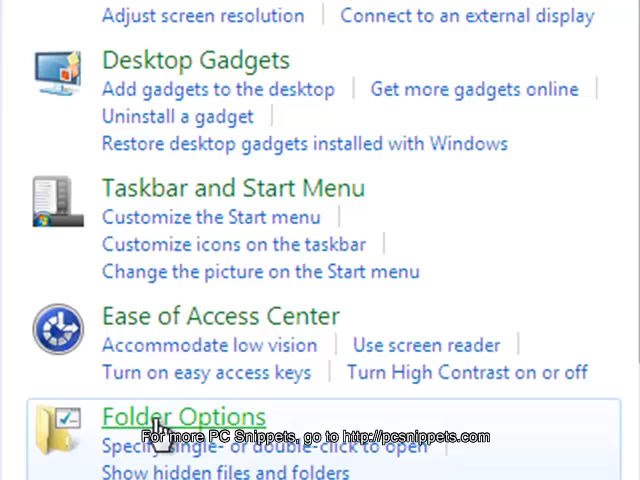 Adjust screen resolution | Connect to an external display
Desktop Gadgets
Add gadgets to the desktop | Get more gadgets online |
Uninstall a gadget |
Restore desktop gadgets installed with Windows
Taskbar and Start Menu
Customize the Start menu |
Customize icons on the taskbar |
Change the picture on the Start menu
Ease of Access Center
Accommodate low vision | Use screen reader |
Turn on easy access keys | Turn High Contrast on or off
Folder Options
For more PC Snippets, go to http://pcsnippets.com
Specify single- or double-click to open |
Show hidden files and folders